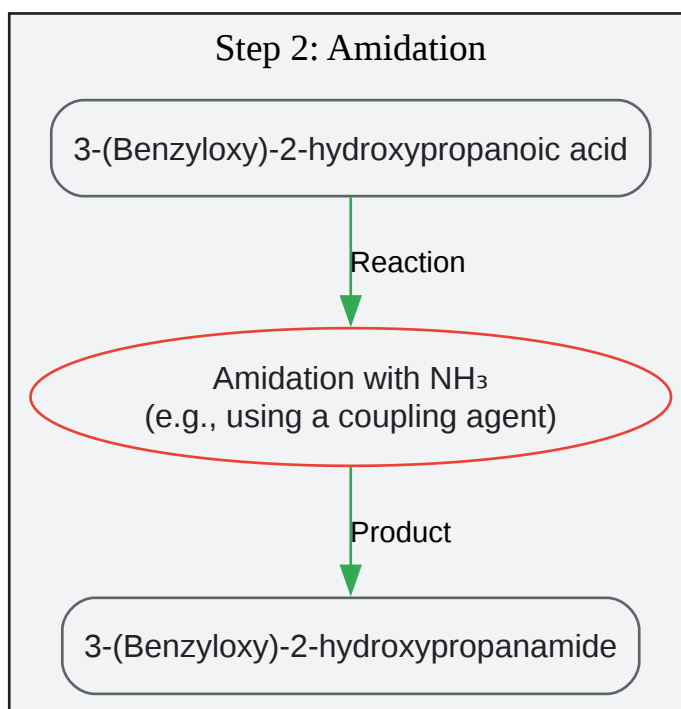 Step 2: Amidation
3-(Benzyloxy)-2-hydroxypropanoic acid
Reaction
Amidation with NH₃
(e.g., using a coupling agent)
Product
3-(Benzyloxy)-2-hydroxypropanamide